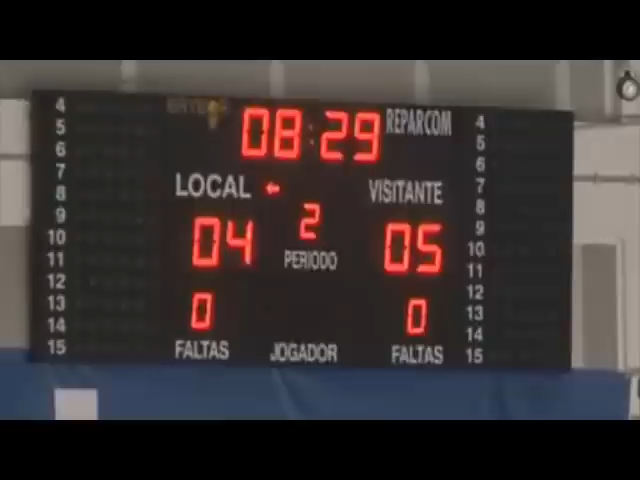 08:29 REPARCOM
LOCAL ← VISITANTE
04 2 05
PERIODO
0 0
FALTAS JOGADOR FALTAS
4 4
5 5
6 6
7 7
8 8
9 9
10 10
11 11
12 12
13 13
14 14
15 15